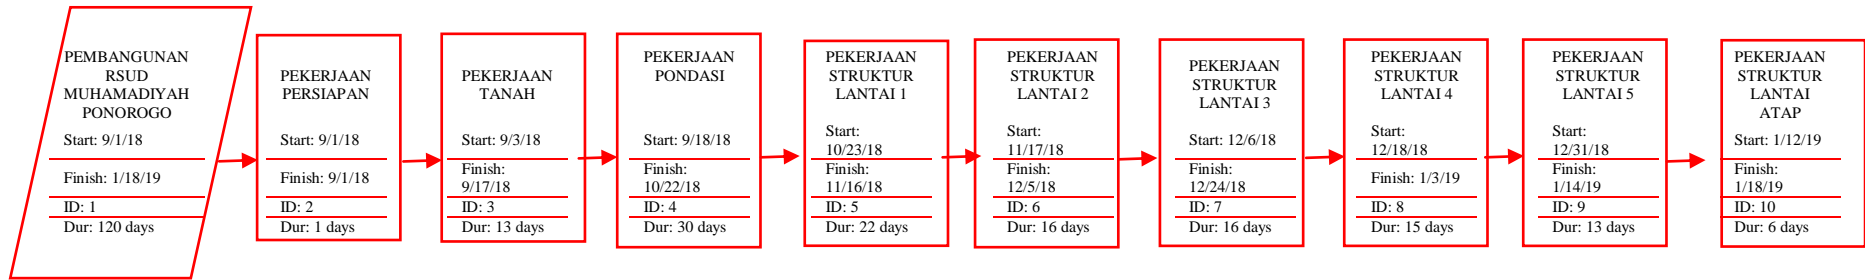 PEMBANGUNAN
RSUD
MUHAMADIYAH
PONOROGO
Start: 9/1/18
Finish: 1/18/19
ID: 1
Dur: 120 days
PEKERJAAN
PERSIAPAN
Start: 9/1/18
Finish: 9/1/18
ID: 2
Dur: 1 days
PEKERJAAN
TANAH
Start: 9/3/18
Finish:
9/17/18
ID: 3
Dur: 13 days
PEKERJAAN
PONDASI
Start: 9/18/18
Finish:
10/22/18
ID: 4
Dur: 30 days
PEKERJAAN
STRUKTUR
LANTAI 1
Start:
10/23/18
Finish:
11/16/18
ID: 5
Dur: 22 days
PEKERJAAN
STRUKTUR
LANTAI 2
Start:
11/17/18
Finish:
12/5/18
ID: 6
Dur: 16 days
PEKERJAAN
STRUKTUR
LANTAI 3
Start: 12/6/18
Finish:
12/24/18
ID: 7
Dur: 16 days
PEKERJAAN
STRUKTUR
LANTAI 4
Start:
12/18/18
Finish: 1/3/19
ID: 8
Dur: 15 days
PEKERJAAN
STRUKTUR
LANTAI 5
Start:
12/31/18
Finish:
1/14/19
ID: 9
Dur: 13 days
PEKERJAAN
STRUKTUR
LANTAI
ATAP
Start: 1/12/19
Finish:
1/18/19
ID: 10
Dur: 6 days